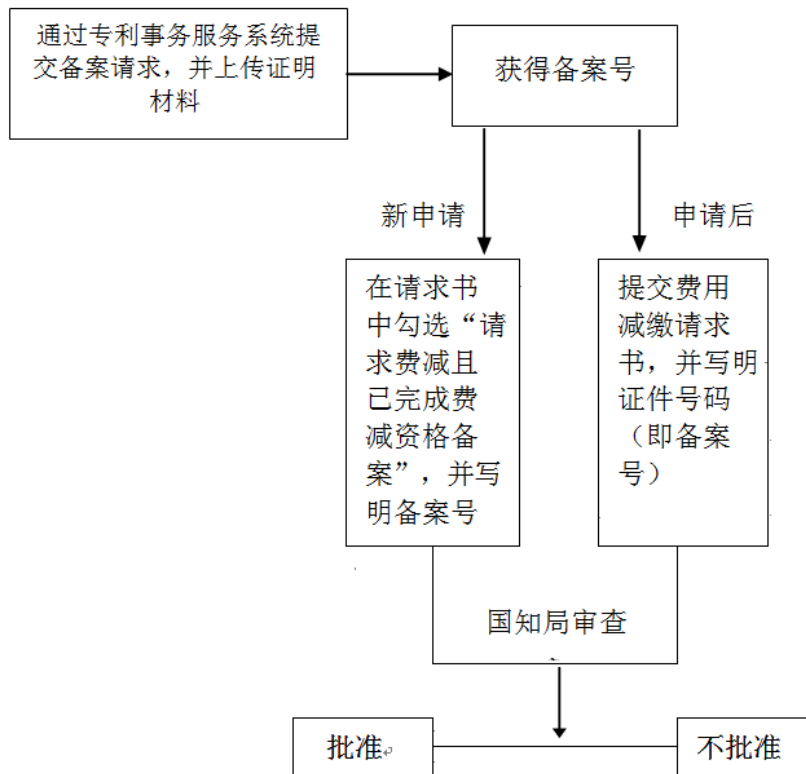 通过专利事务服务系统提
交备案请求，并上传证明
材料
获得备案号
新申请
申请后
在请求书
中勾选“请
求费减且
已完成费
减资格备
案”，并写
明备案号
提交费用
减缴请求
书，并写明
证件号码
（即备案
号）
国知局审查
批准
不批准